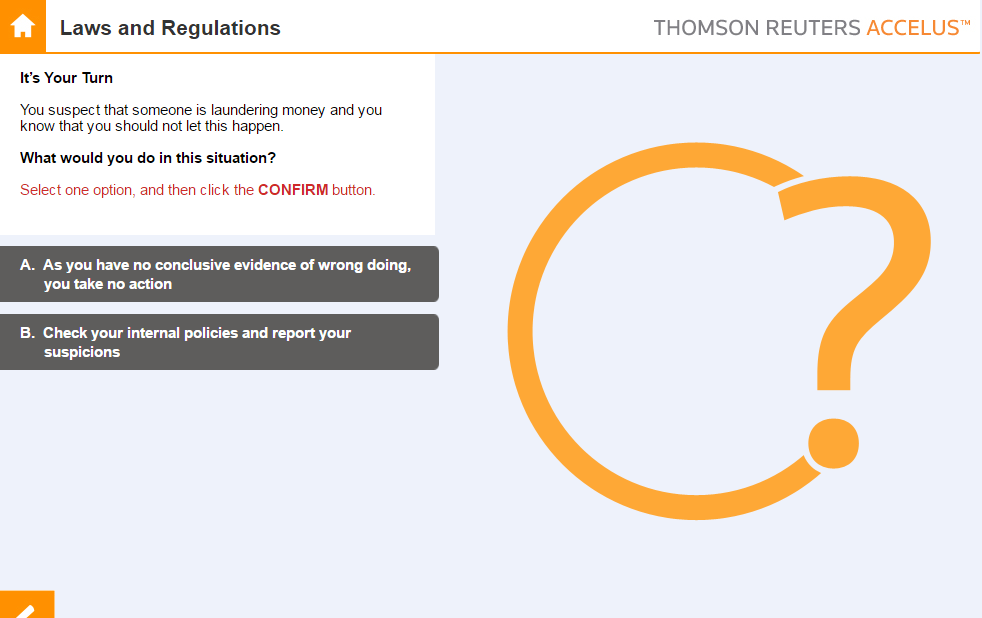 Laws and Regulations
THOMSON REUTERS ACCELUS™
It’s Your Turn
You suspect that someone is laundering money and you
know that you should not let this happen.
What would you do in this situation?
Select one option, and then click the CONFIRM button.
A. As you have no conclusive evidence of wrong doing,
you take no action
B. Check your internal policies and report your
suspicions
?